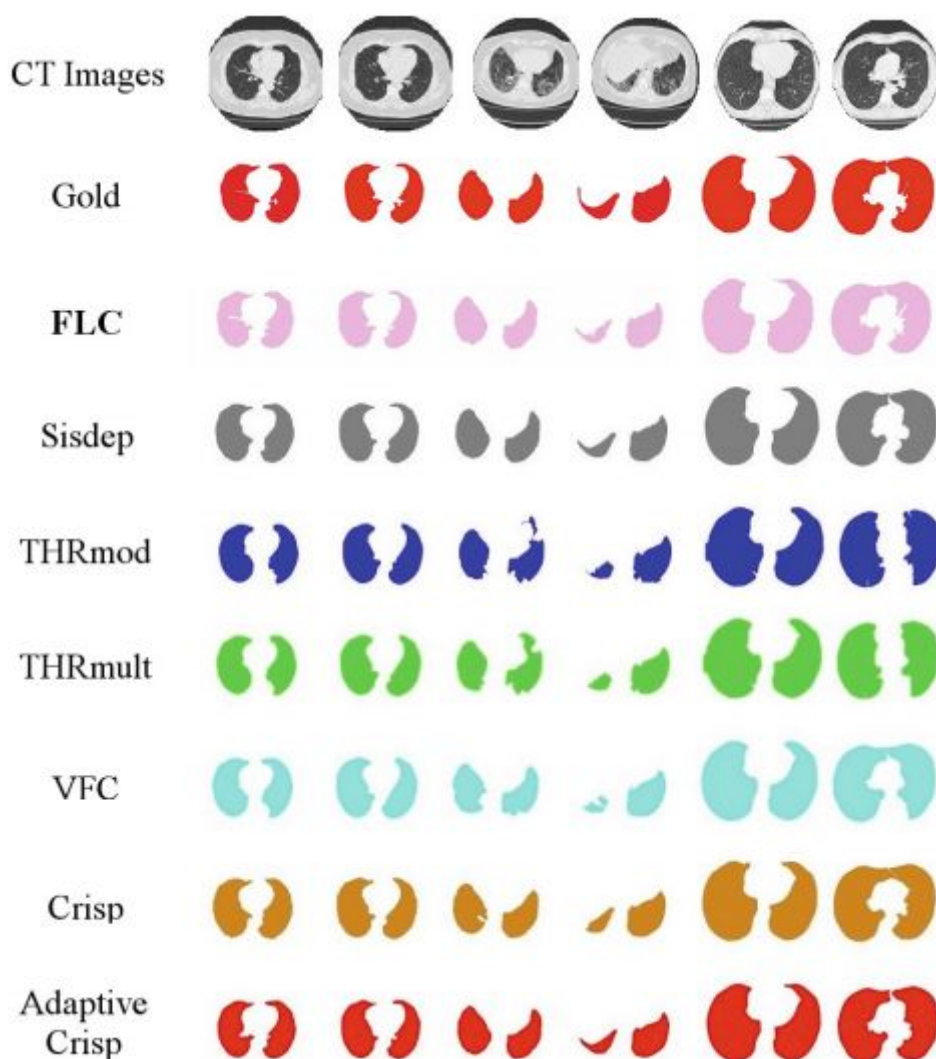 CT Images
Gold
FLC
Sisdep
THRmod
THRmult
VFC
Crisp
Adaptive
Crisp